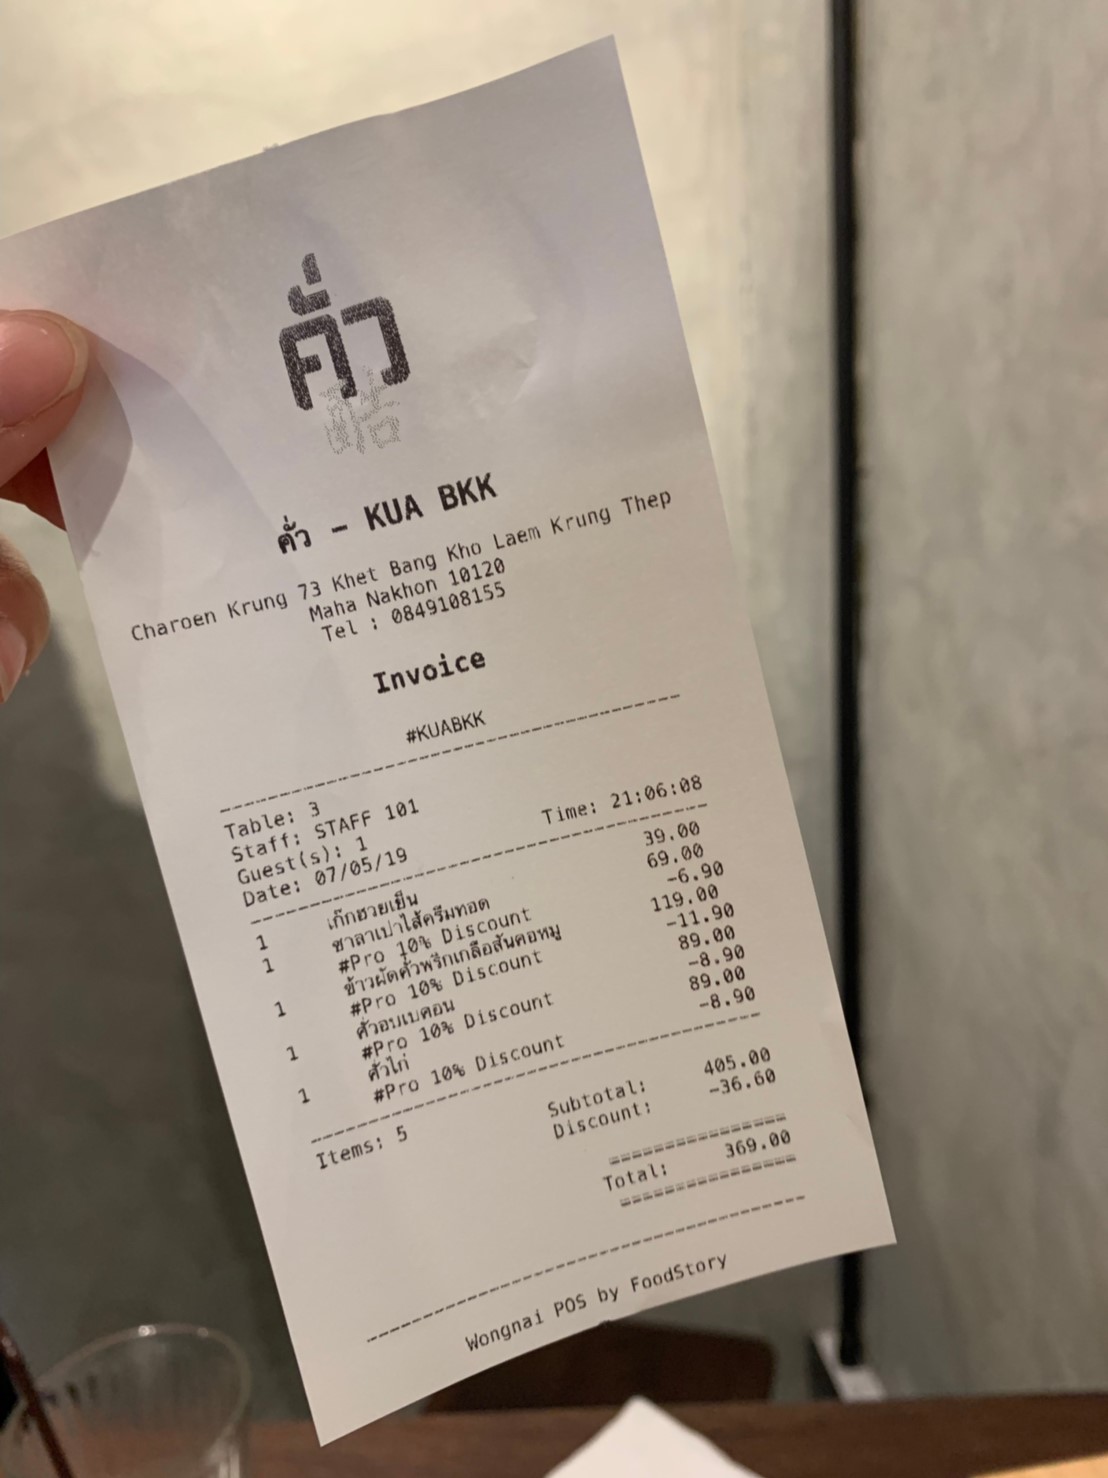 คั่ว
酷
คั่ว - KUA BKK
Charoen Krung 73 Khet Bang Kho Laem Krung Thep
Maha Nakhon 10120
Tel : 0849108155
Invoice
#KUABKK
Table: 3
Staff: STAFF 101
Guest(s): 1
Date: 07/05/19 Time: 21:06:08
1 เก๊กฮวยเย็น 39.00
1 ซาลาเปาไส้ครีมทอด 69.00
#Pro 10% Discount -6.90
1 ข้าวผัดคั่วพริกเกลือสันคอหมู 119.00
#Pro 10% Discount -11.90
1 คั่วอบเบคอน 89.00
#Pro 10% Discount -8.90
1 คั่วไก่ 89.00
#Pro 10% Discount -8.90
Items: 5 Subtotal: 405.00
Discount: -36.60
Total: 369.00
Wongnai POS by FoodStory